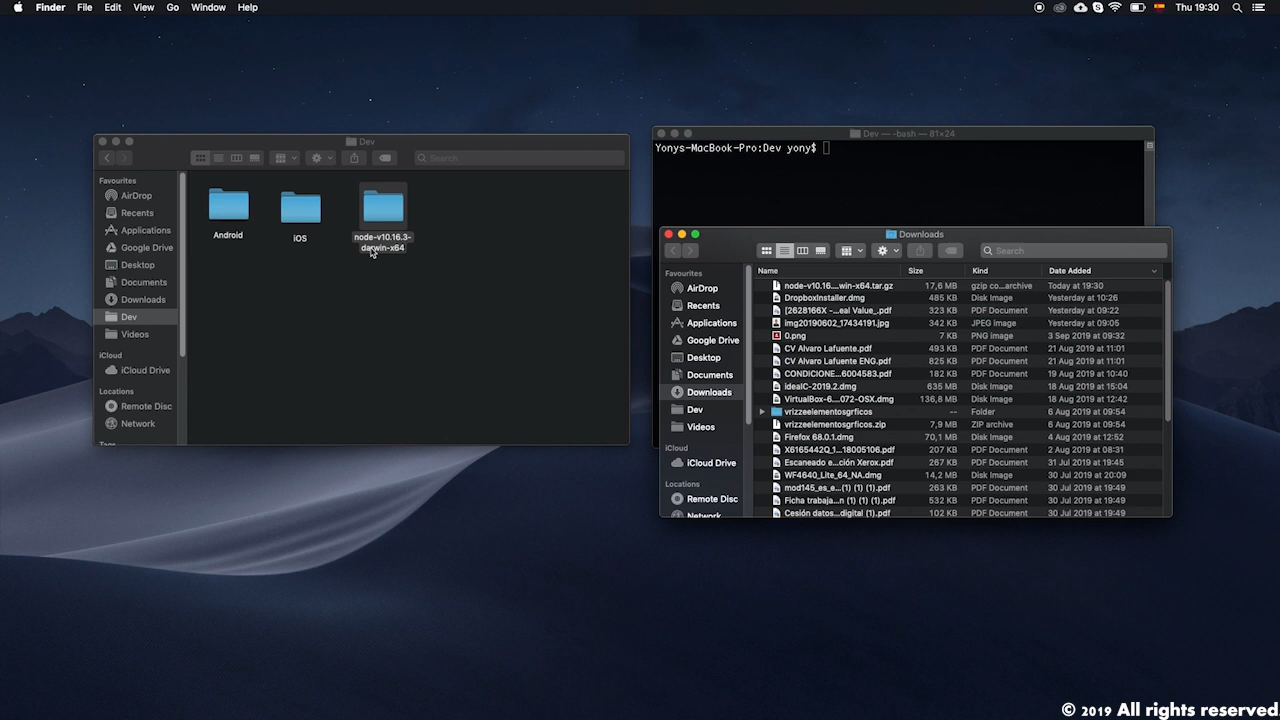 Finder File Edit View Go Window Help Thu 19:30
Dev
Search
Favourites
AirDrop
Recents
Applications
Google Drive
Desktop
Documents
Downloads
Dev
Videos
iCloud
iCloud Drive
Locations
Remote Disc
Network
Tags
Android
iOS
node-v10.16.3-
darwin-x64
Dev — -bash — 81×24
Yonys-MacBook-Pro:Dev yony$
Downloads
Search
Favourites
AirDrop
Recents
Applications
Google Drive
Desktop
Documents
Downloads
Dev
Videos
iCloud
iCloud Drive
Locations
Remote Disc
Network
Name Size Kind Date Added
node-v10.16....win-x64.tar.gz 17,6 MB gzip co...archive Today at 19:30
DropboxInstaller.dmg 485 KB Disk Image Yesterday at 10:26
[2628166X -...eal Value_.pdf 323 KB PDF Document Yesterday at 09:22
img20190602_17434191.jpg 342 KB JPEG image Yesterday at 09:05
0.png 7 KB PNG image 3 Sep 2019 at 09:32
CV Alvaro Lafuente.pdf 493 KB PDF Document 21 Aug 2019 at 11:01
CV Alvaro Lafuente ENG.pdf 825 KB PDF Document 21 Aug 2019 at 11:01
CONDICIONE...6004583.pdf 182 KB PDF Document 19 Aug 2019 at 10:40
ideaIC-2019.2.dmg 635 MB Disk Image 18 Aug 2019 at 15:04
VirtualBox-6....072-OSX.dmg 136,8 MB Disk Image 18 Aug 2019 at 12:42
vrizzeelementosgrficos -- Folder 6 Aug 2019 at 09:54
vrizzeelementosgrficos.zip 7,9 MB ZIP archive 6 Aug 2019 at 09:54
Firefox 68.0.1.dmg 70,1 MB Disk Image 4 Aug 2019 at 12:52
X6165442Q_1...18005106.pdf 207 KB PDF Document 2 Aug 2019 at 08:31
Escaneado e...ción Xerox.pdf 267 KB PDF Document 31 Jul 2019 at 19:45
WF4640_Lite_64_NA.dmg 14,2 MB Disk Image 30 Jul 2019 at 20:09
mod145_es_e...(1) (1) (1).pdf 263 KB PDF Document 30 Jul 2019 at 19:49
Ficha trabaja...n (1) (1) (1).pdf 532 KB PDF Document 30 Jul 2019 at 19:49
Cesión datos...digital (1).pdf 102 KB PDF Document 30 Jul 2019 at 19:49
© 2019 All rights reserved